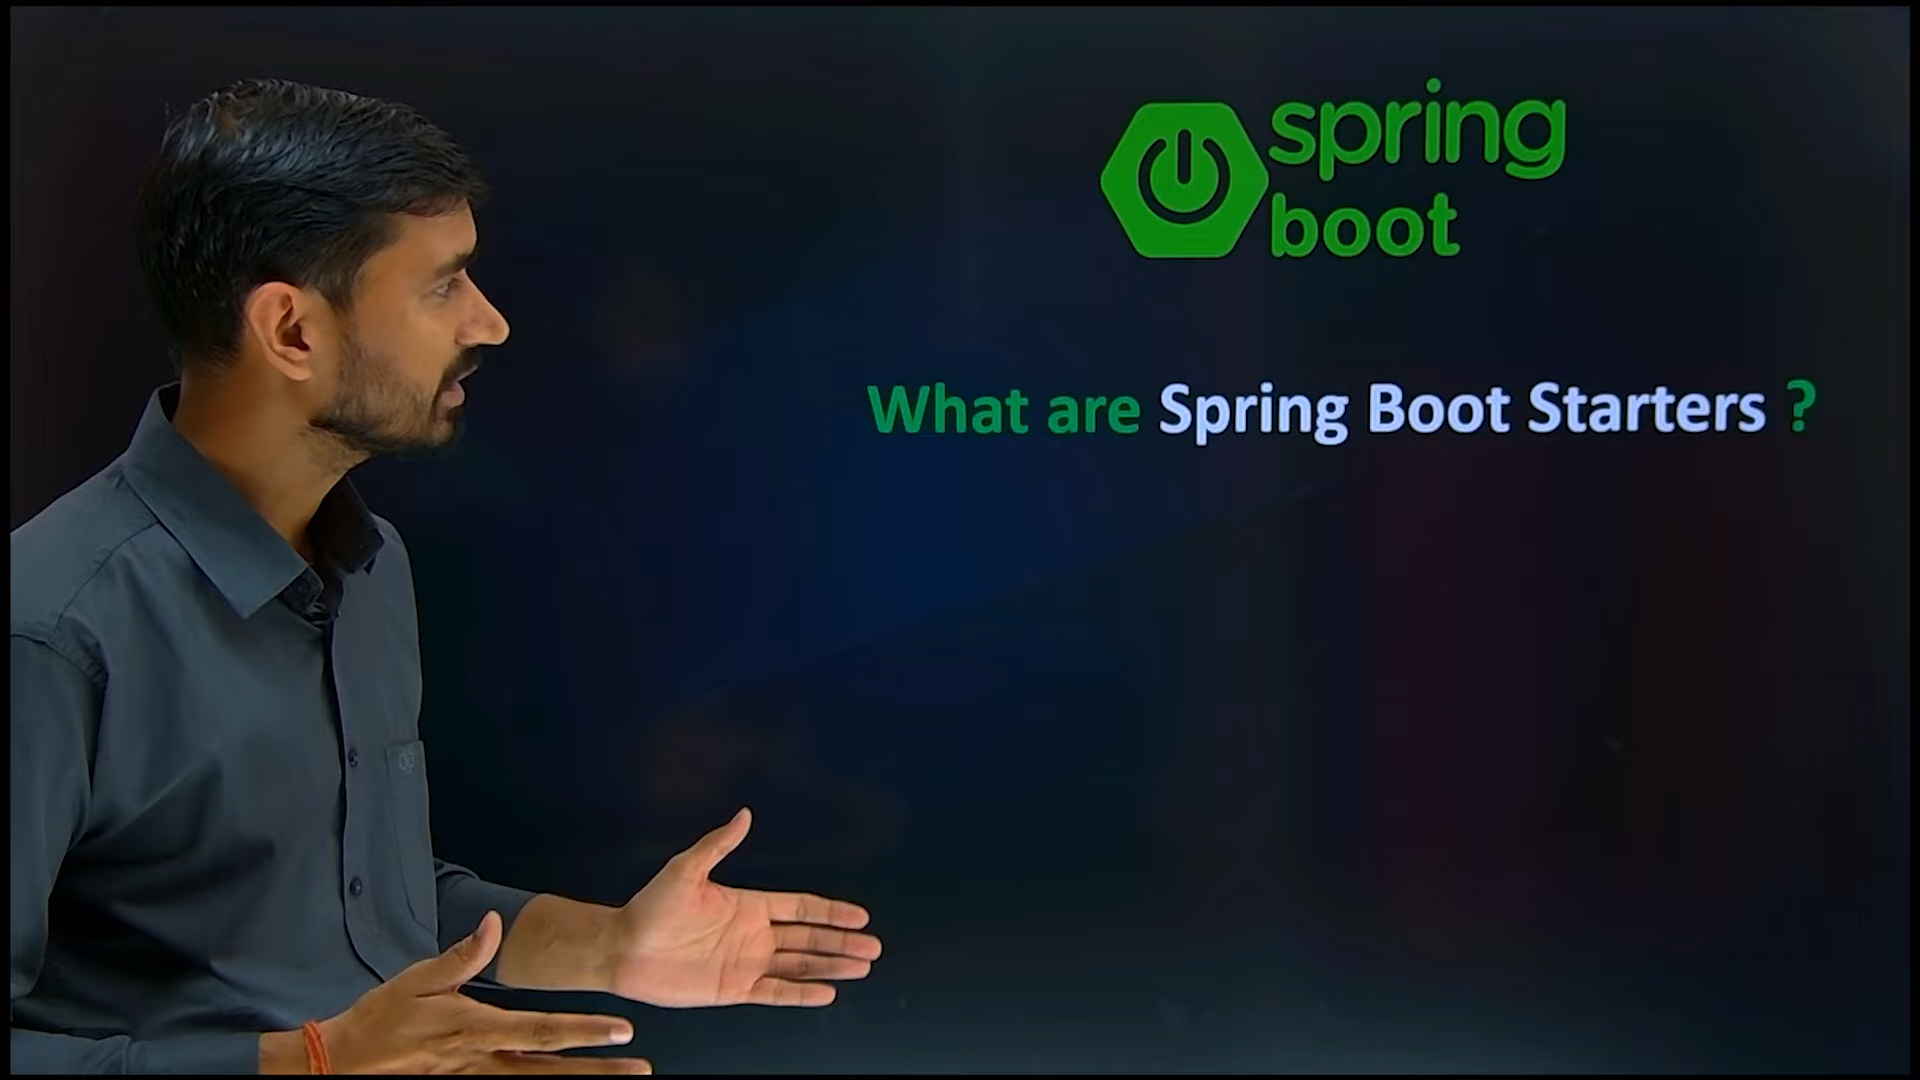 spring
boot
What are Spring Boot Starters ?